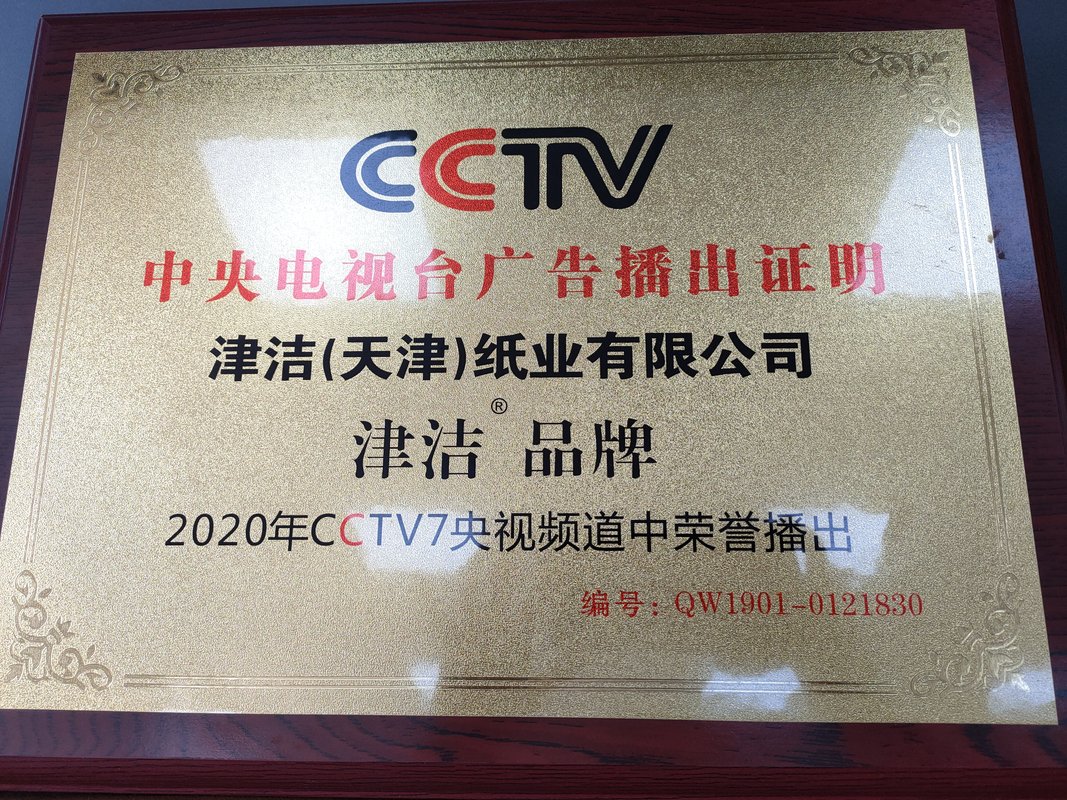 CCTV
中央电视台广告播出证明
津洁(天津)纸业有限公司
津洁® 品牌
2020年CCTV7央视频道中荣誉播出
编号：QW1901-0121830